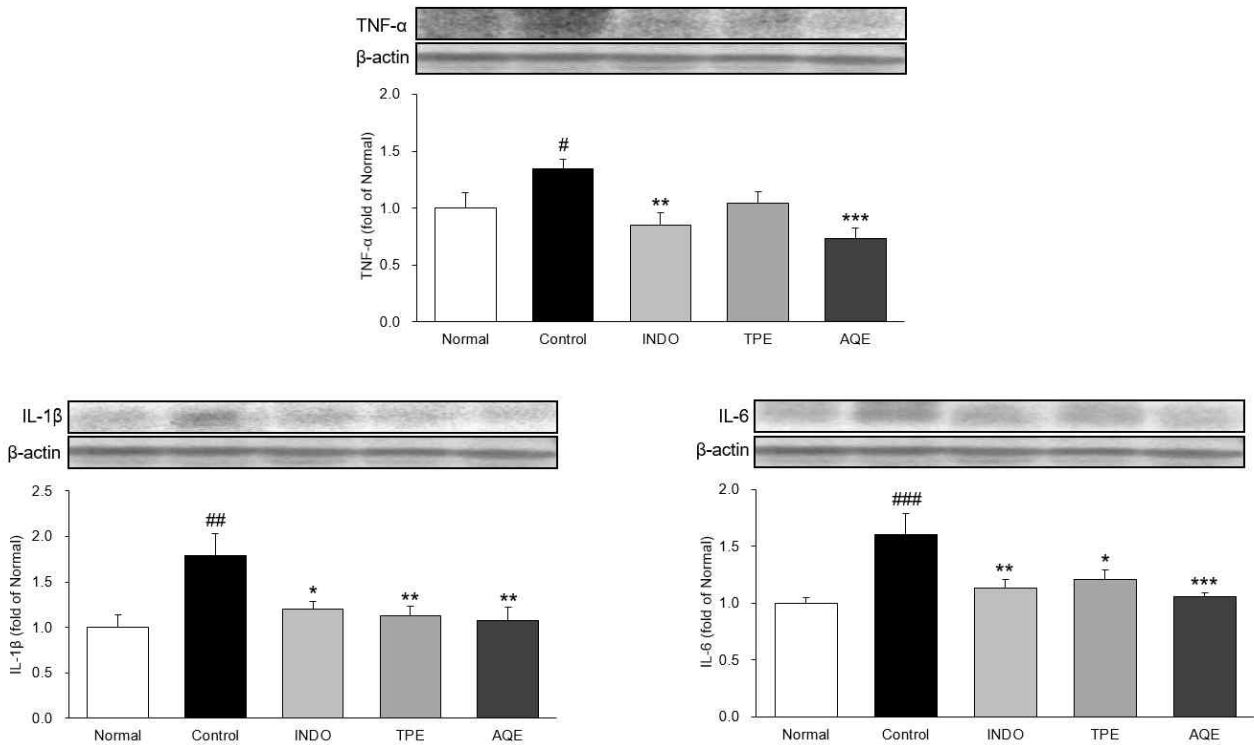 TNF-α
β-actin
TNF-α (fold of Normal)
2.0
1.5
1.0
0.5
0.0
#
**
***
Normal Control INDO TPE AQE
IL-1β
β-actin
IL-1β (fold of Normal)
2.5
2.0
1.5
1.0
0.5
0.0
##
*
**
**
Normal Control INDO TPE AQE
IL-6
β-actin
IL-6 (fold of Normal)
2.0
1.5
1.0
0.5
0.0
###
**
*
***
Normal Control INDO TPE AQE